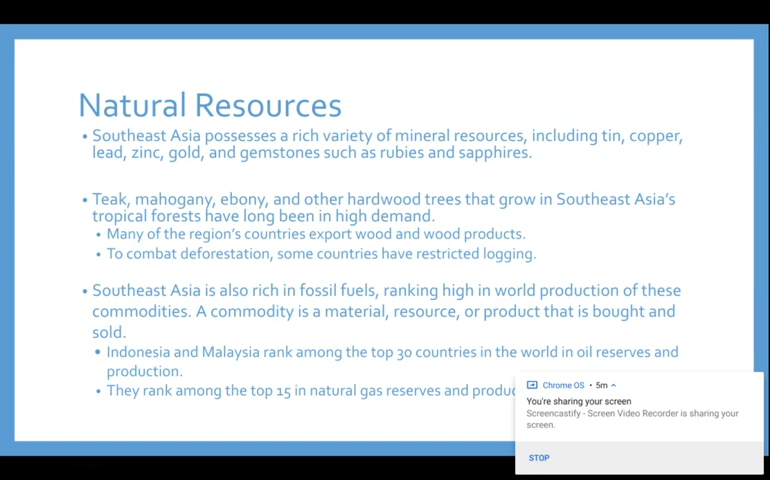 Natural Resources
• Southeast Asia possesses a rich variety of mineral resources, including tin, copper,
lead, zinc, gold, and gemstones such as rubies and sapphires.
• Teak, mahogany, ebony, and other hardwood trees that grow in Southeast Asia's
tropical forests have long been in high demand.
• Many of the region's countries export wood and wood products.
• To combat deforestation, some countries have restricted logging.
• Southeast Asia is also rich in fossil fuels, ranking high in world production of these
commodities. A commodity is a material, resource, or product that is bought and
sold.
• Indonesia and Malaysia rank among the top 30 countries in the world in oil reserves and
production.
• They rank among the top 15 in natural gas reserves and
Chrome OS • 5m
You're sharing your screen
Screencastify - Screen Video Recorder is sharing your
screen.
STOP